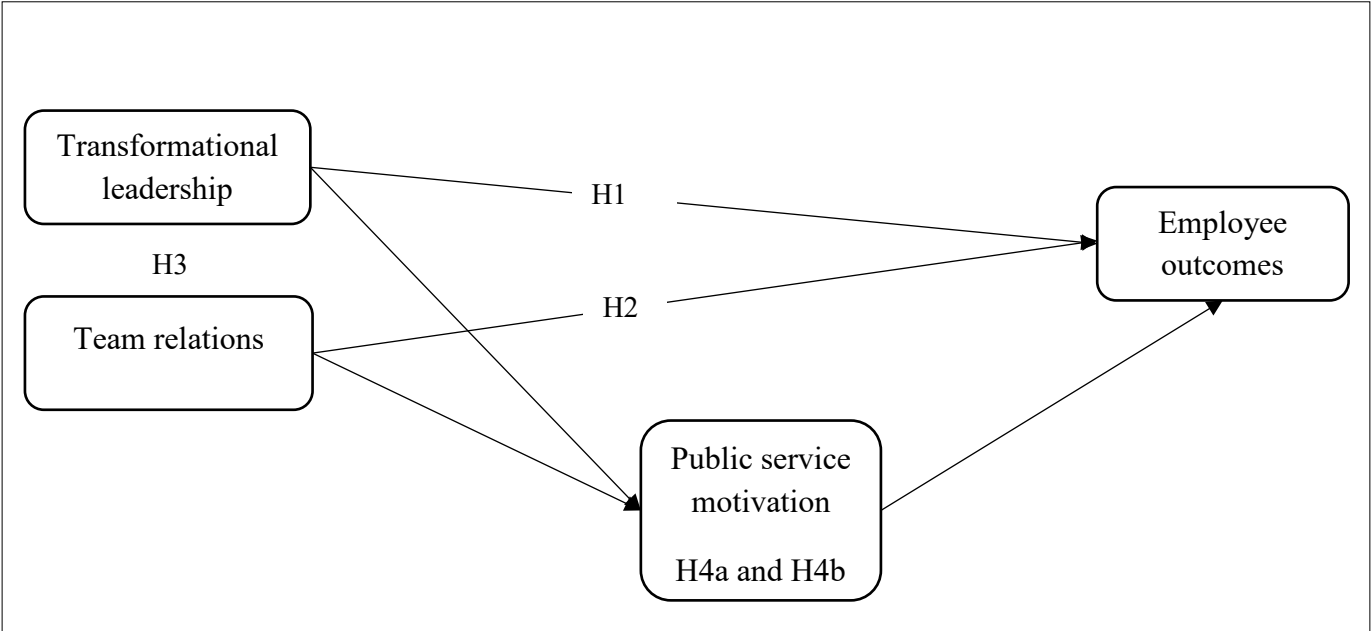 Transformational
leadership
H1
Employee
outcomes
H3
H2
Team relations
Public service
motivation
H4a and H4b